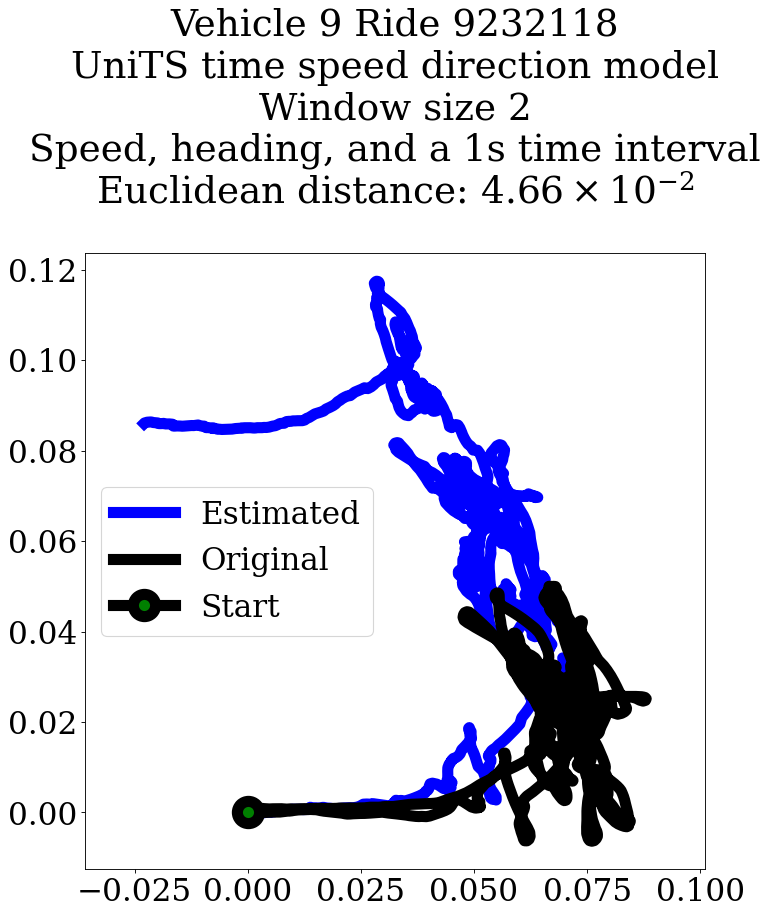 Vehicle 9 Ride 9232118
UniTS time speed direction model
Window size 2
Speed, heading, and a 1s time interval
Euclidean distance: 4.66 × 10⁻²
0.12
0.10
0.08
0.06
0.04
0.02
0.00
Estimated
Original
Start
−0.025 0.000 0.025 0.050 0.075 0.100